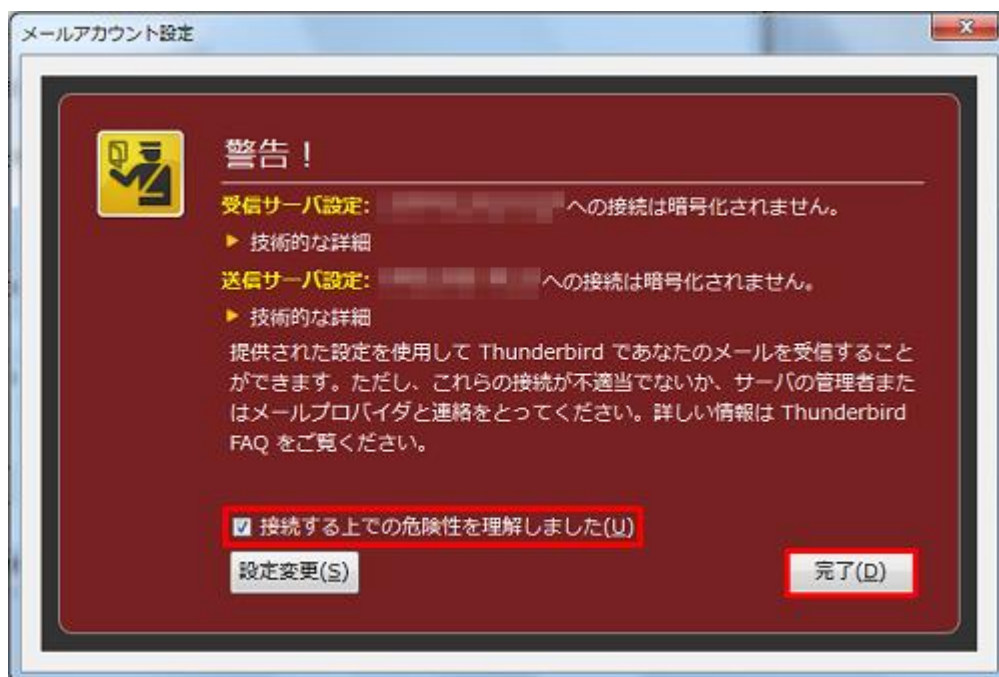 メールアカウント設定
警告！
受信サーバ設定: への接続は暗号化されません。
技術的な詳細
送信サーバ設定: への接続は暗号化されません。
技術的な詳細
提供された設定を使用して Thunderbird であなたのメールを受信すること
ができます。ただし、これらの接続が不適当でないか、サーバの管理者また
はメールプロバイダと連絡をとってください。詳しい情報は Thunderbird
FAQ をご覧ください。
接続する上での危険性を理解しました(U)
設定変更(S) 完了(D)